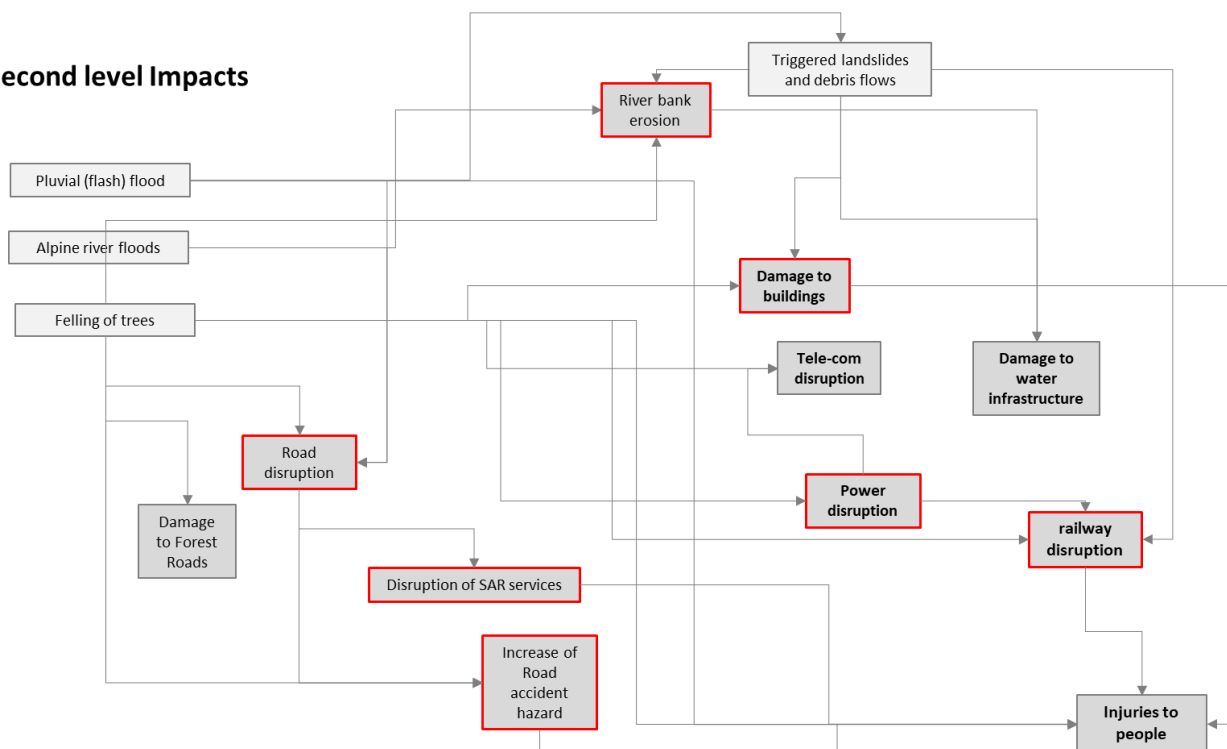 econd level Impacts
Triggered landslides
and debris flows
River bank
erosion
Pluvial (flash) flood
Alpine river floods
Damage to
buildings
Felling of trees
Tele-com
disruption
Damage to
water
infrastructure
Road
disruption
Power
disruption
Damage
to Forest
Roads
railway
disruption
Disruption of SAR services
Increase of
Road
accident
hazard
Injuries to
people